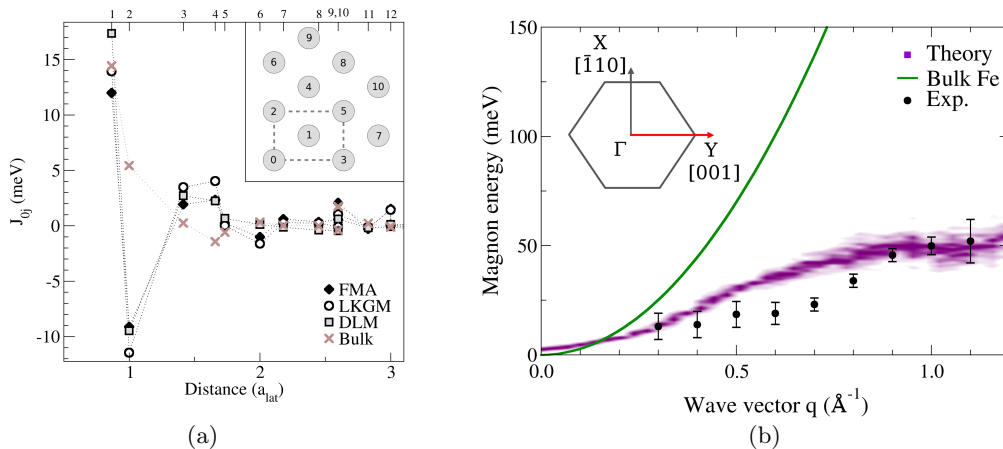 1 2 3 4 5 6 7 8 9,10 11 12
15
10
5
0
-5
-10
J0j (meV)
9
6
8
4
10
2
5
1
7
0
3
FMA
LKGM
DLM
Bulk
1 2 3
Distance (alat)
(a)
150
100
50
0
Magnon energy (meV)
X
[1̄10]
Γ
Y
[001]
Theory
Bulk Fe
Exp.
0.0 0.5 1.0
Wave vector q (Å-1)
(b)